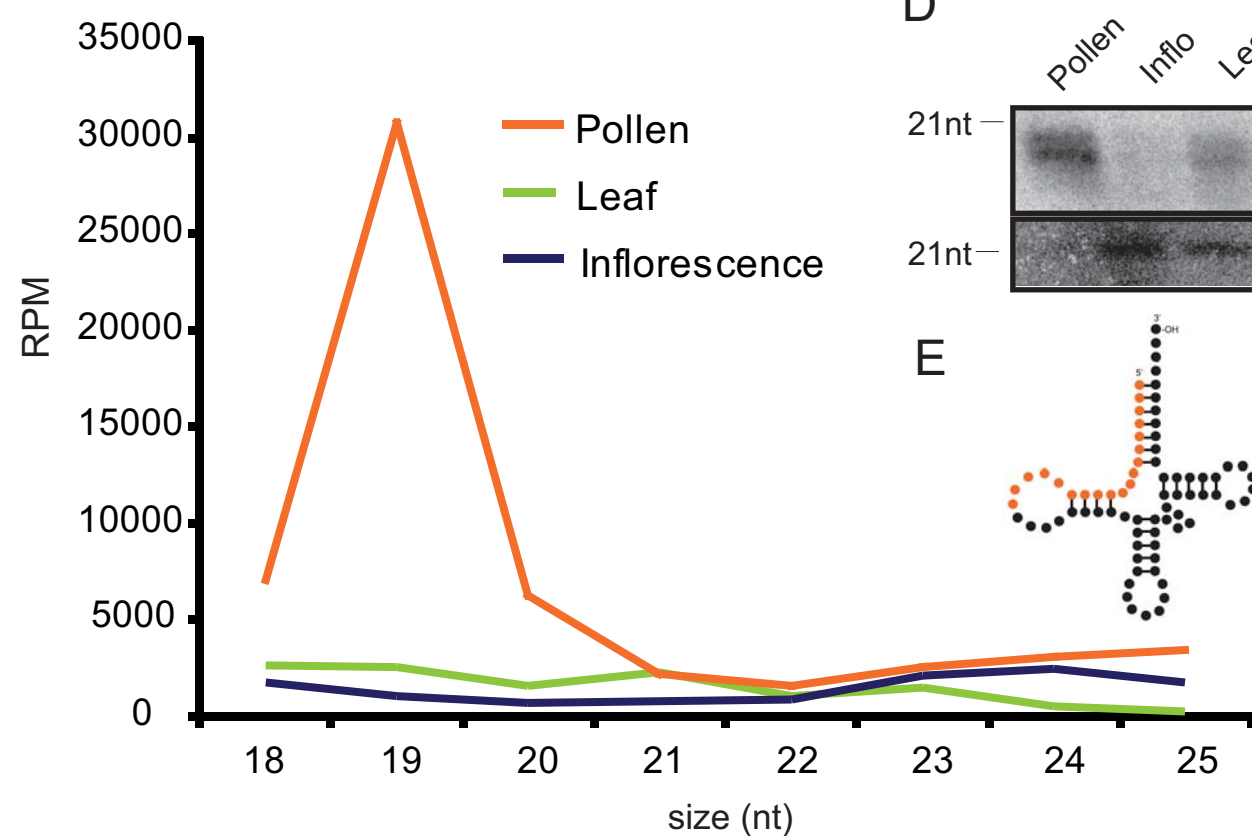 35000
30000
25000
20000
15000
10000
5000
0
RPM
18 19 20 21 22 23 24 25
size (nt)
Pollen
Leaf
Inflorescence
D
Pollen Inflo
21nt
21nt
E
3'
-OH
5'